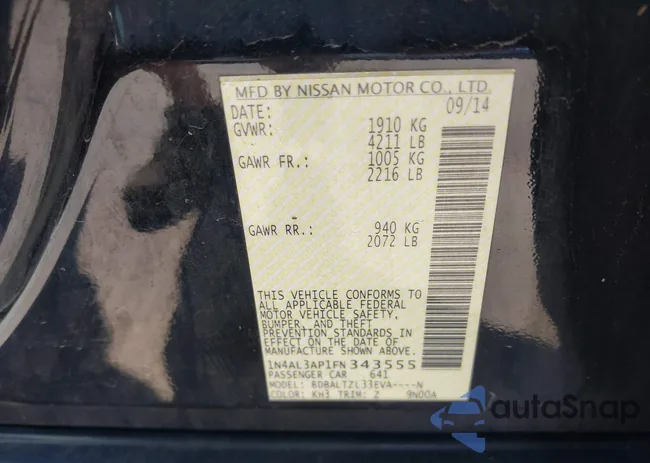 MFD BY NISSAN MOTOR CO., LTD.
DATE: 09/14
GVWR: 1910 KG
4211 LB
GAWR FR.: 1005 KG
2216 LB
GAWR RR.: 940 KG
2072 LB
THIS VEHICLE CONFORMS TO
ALL APPLICABLE FEDERAL
MOTOR VEHICLE SAFETY,
BUMPER, AND THEFT
PREVENTION STANDARDS IN
EFFECT ON THE DATE OF
MANUFACTURE SHOWN ABOVE.
1N4AL3AP1FN343555
PASSENGER CAR 641
MODEL: BDBALTZL33EVA----N
COLOR: KH3 TRIM: Z 9N00A
autoSnap
www.autosnap.com